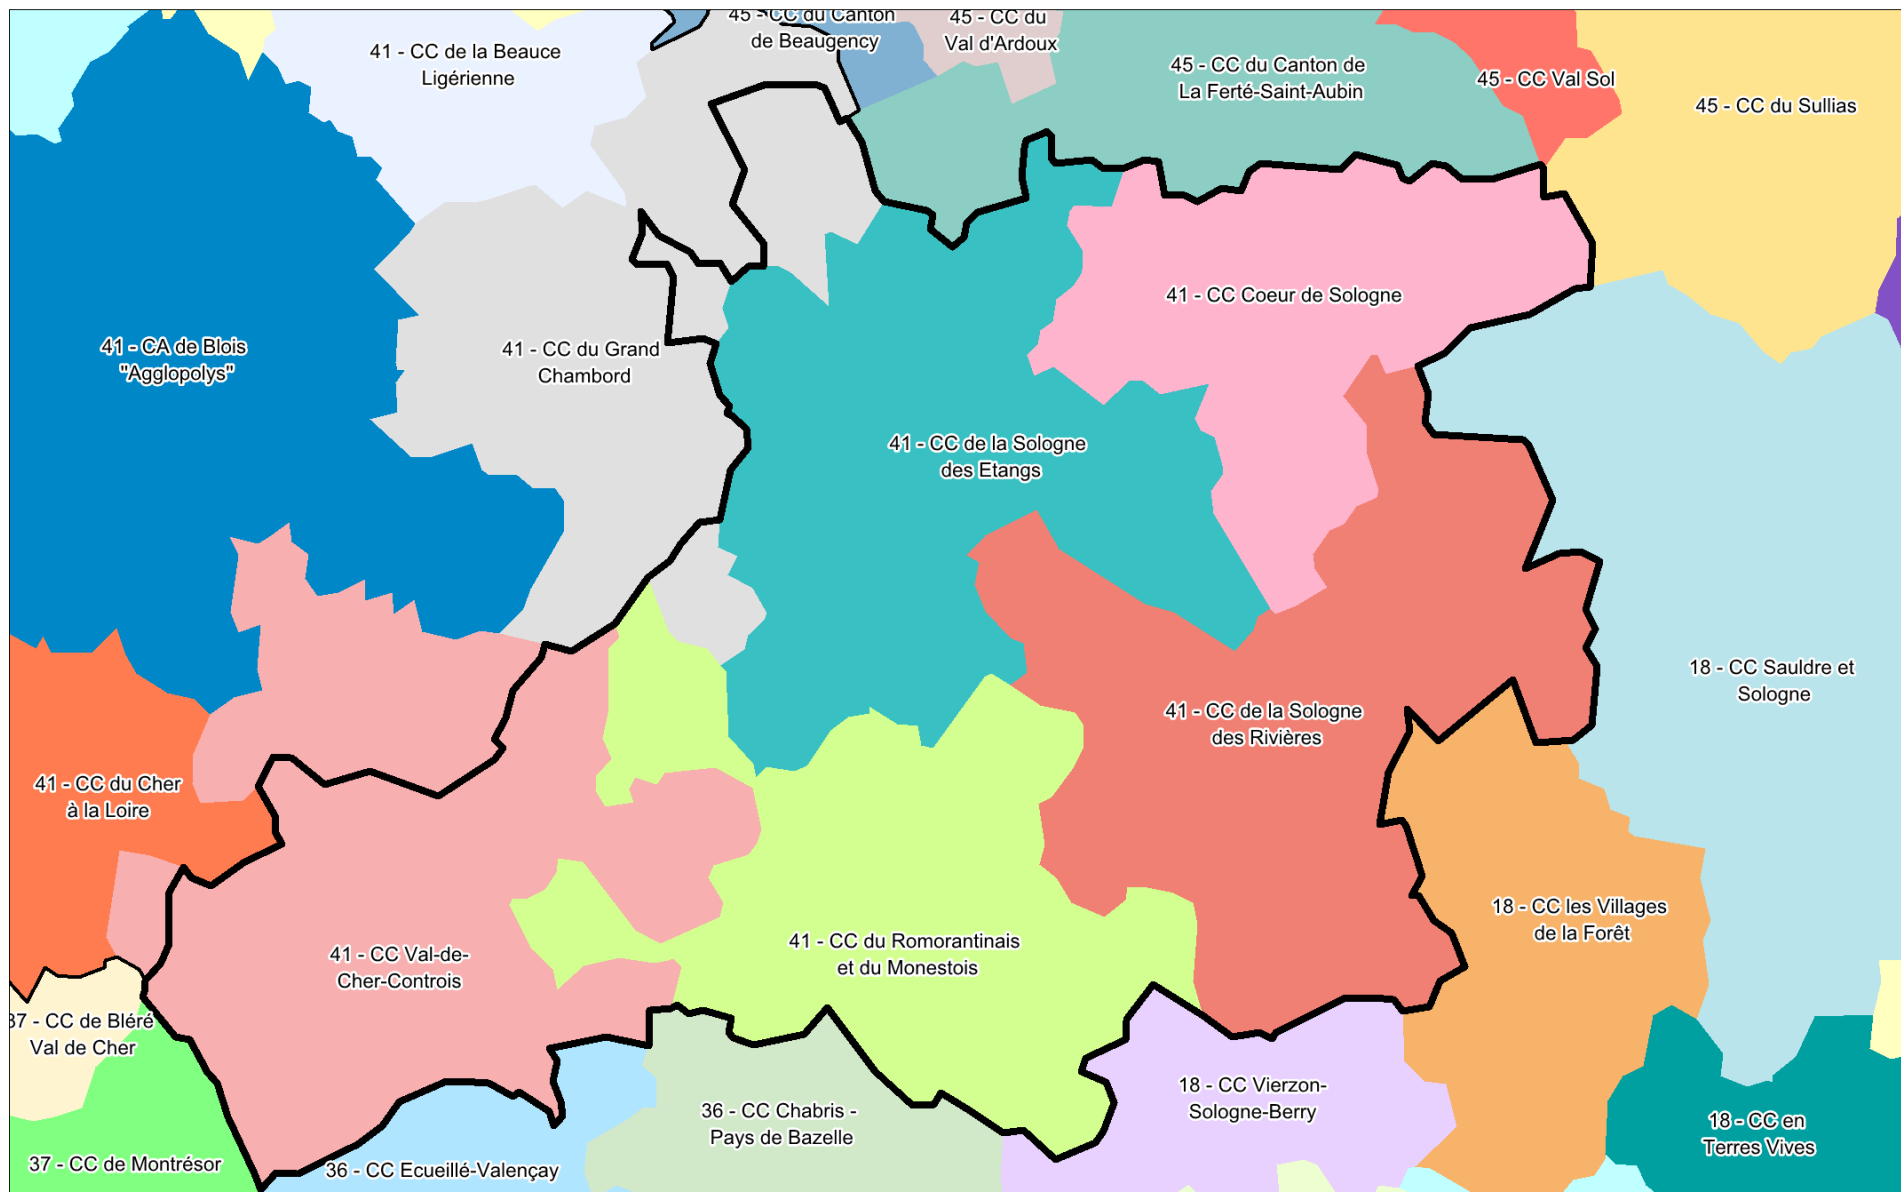 45 - CC du Canton
de Beaugency
45 - CC du
Val d'Ardoux
41 - CC de la Beauce
Ligérienne
45 - CC du Canton de
La Ferté-Saint-Aubin
45 - CC Val Sol
45 - CC du Sullias
41 - CC Coeur de Sologne
41 - CA de Blois
"Agglopolys"
41 - CC du Grand
Chambord
41 - CC de la Sologne
des Etangs
18 - CC Sauldre et
Sologne
41 - CC de la Sologne
des Rivières
41 - CC du Cher
à la Loire
18 - CC les Villages
de la Forêt
41 - CC Val-de-
Cher-Controis
41 - CC du Romorantinais
et du Monestois
37 - CC de Bléré
Val de Cher
18 - CC Vierzon-
Sologne-Berry
36 - CC Chabris -
Pays de Bazelle
18 - CC en
Terres Vives
37 - CC de Montrésor
36 - CC Ecueillé-Valençay